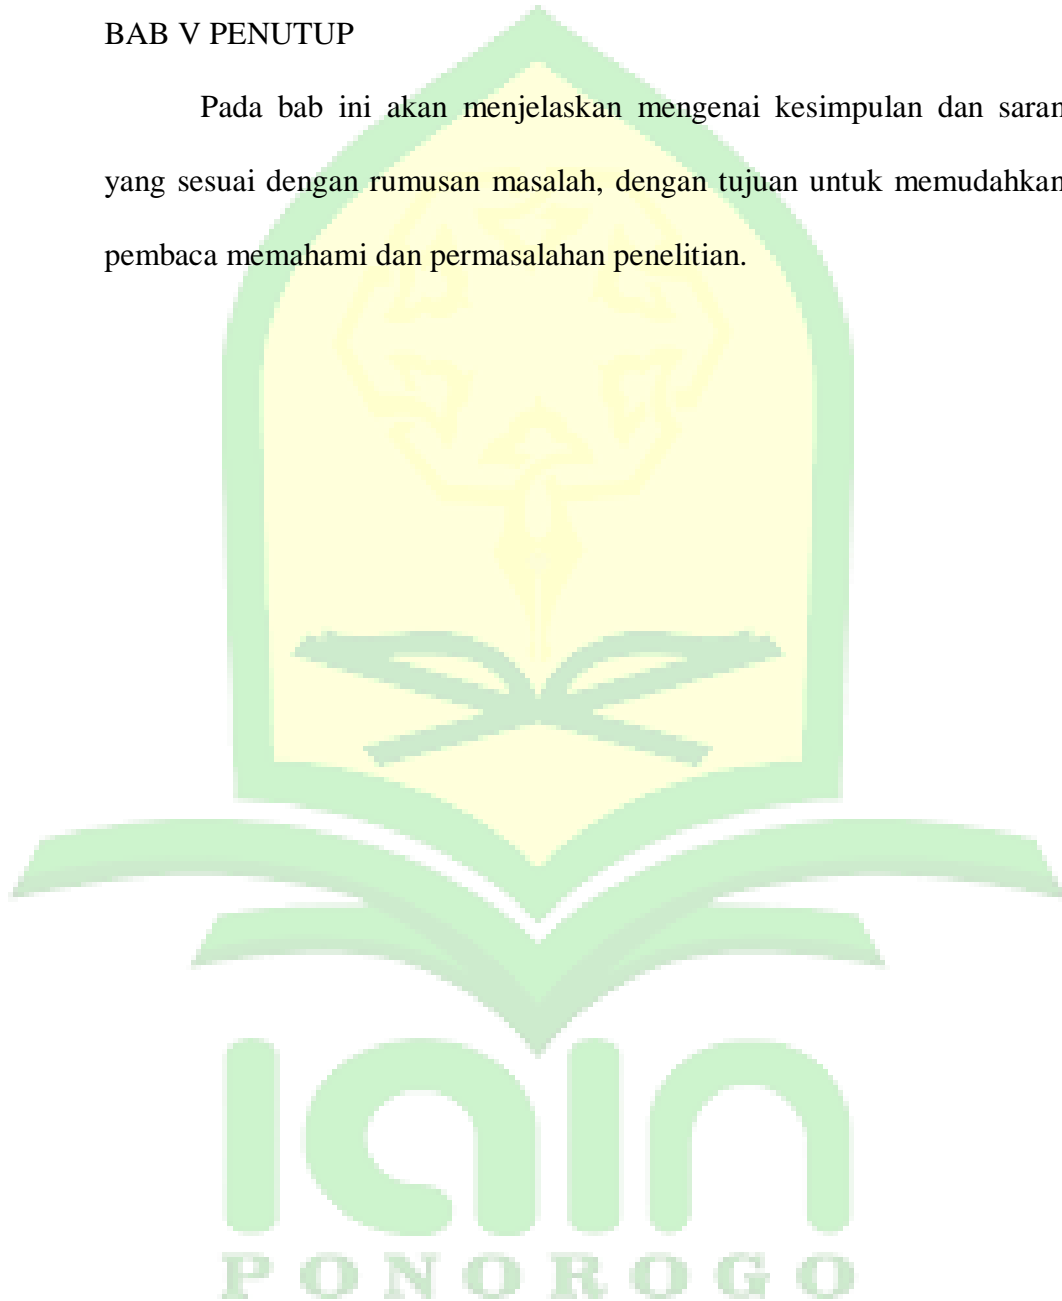 BAB V PENUTUP
Pada bab ini akan menjelaskan mengenai kesimpulan dan saran
yang sesuai dengan rumusan masalah, dengan tujuan untuk memudahkan
pembaca memahami dan permasalahan penelitian.
iain
PONOROGO